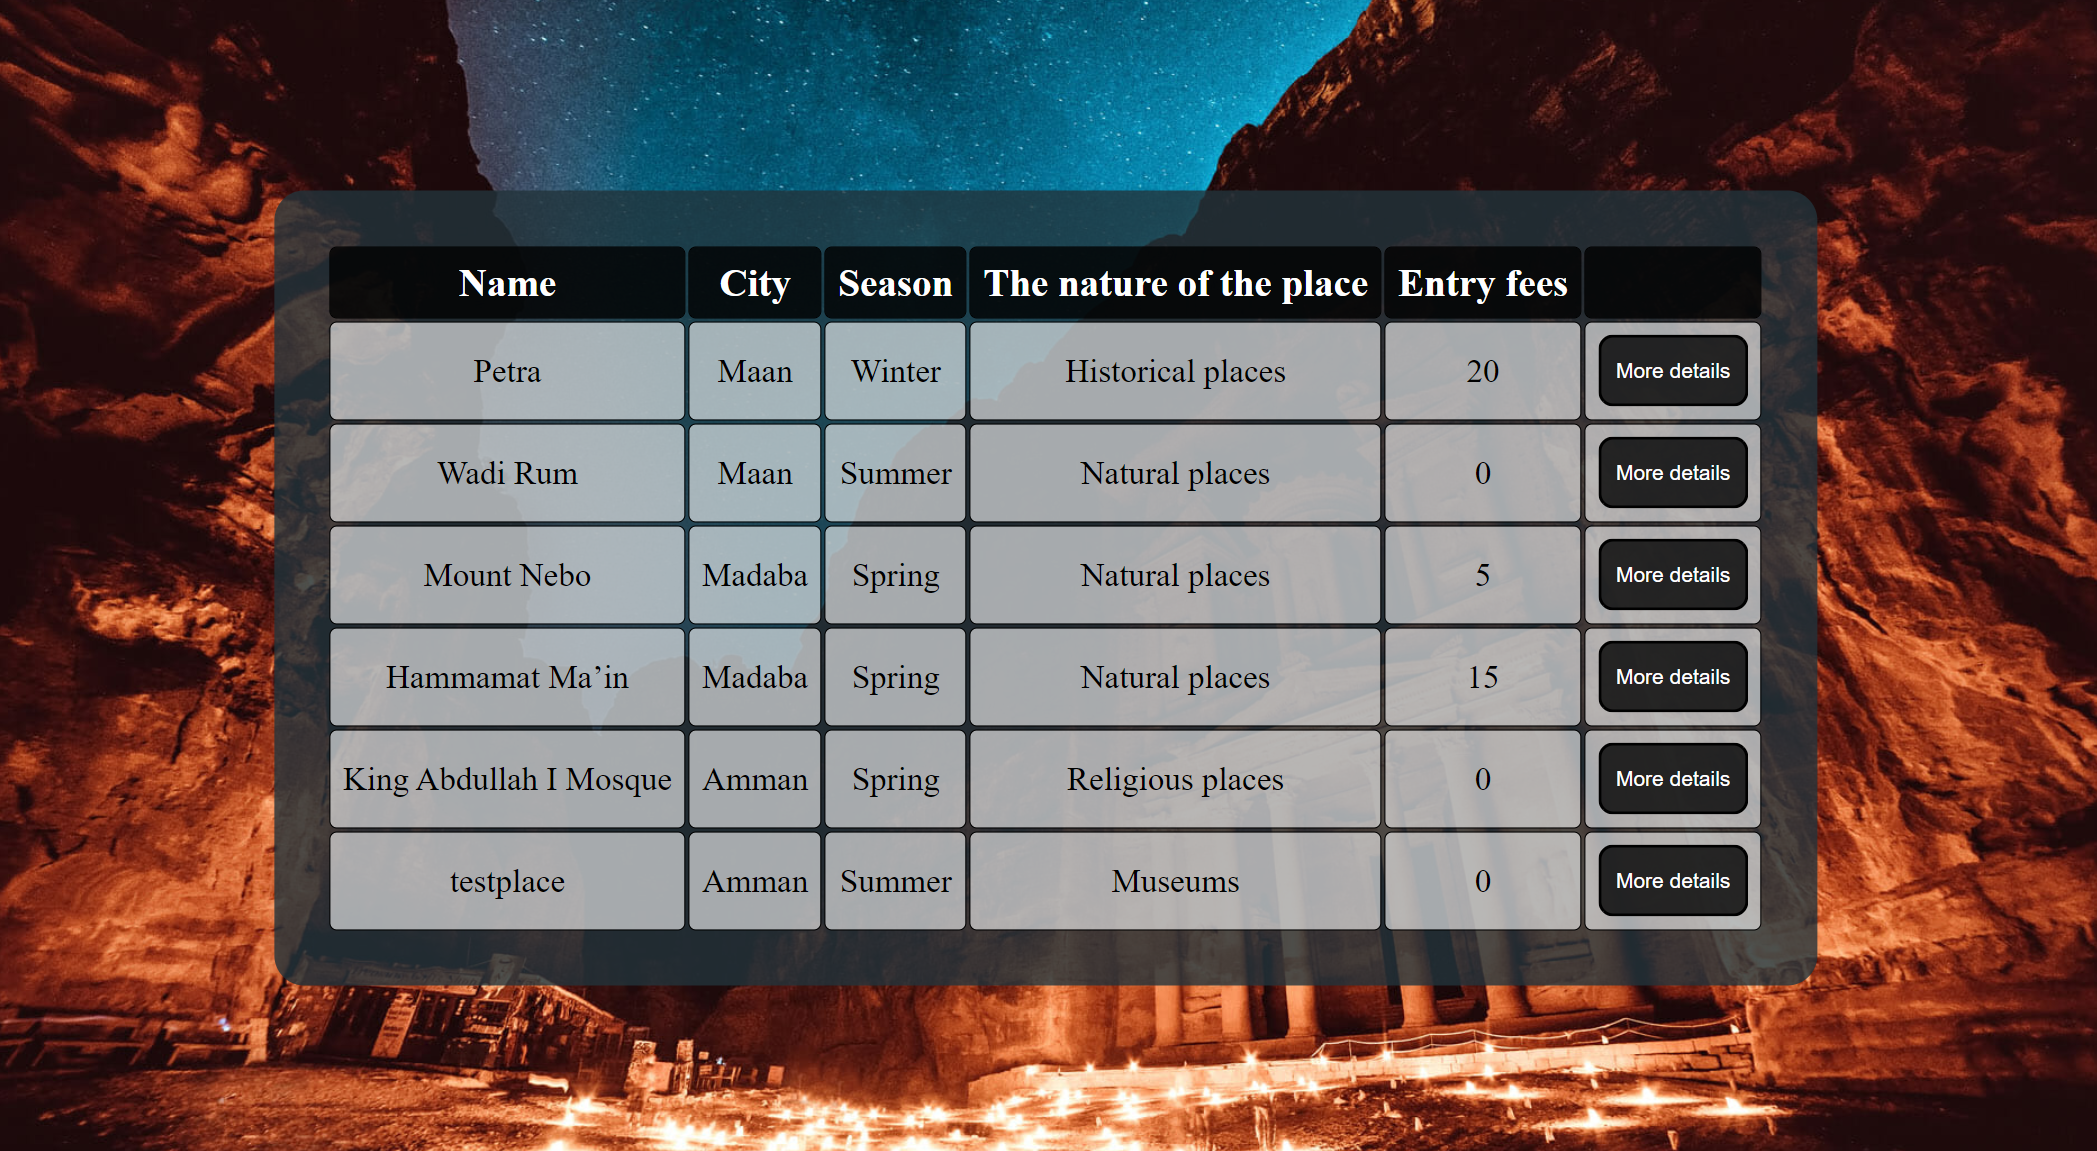 Name City Season The nature of the place Entry fees
Petra Maan Winter Historical places 20 More details
Wadi Rum Maan Summer Natural places 0 More details
Mount Nebo Madaba Spring Natural places 5 More details
Hammamat Ma’in Madaba Spring Natural places 15 More details
King Abdullah I Mosque Amman Spring Religious places 0 More details
testplace Amman Summer Museums 0 More details